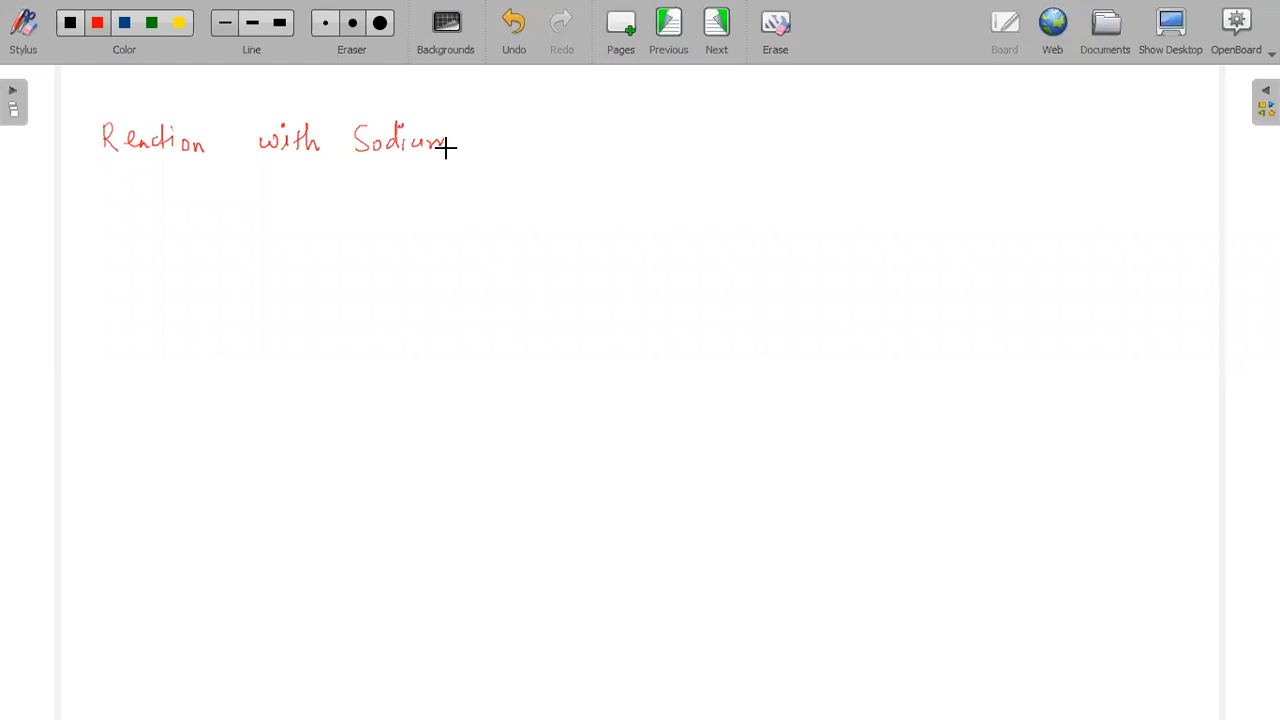 Stylus Color Line Eraser Backgrounds Undo Redo Pages Previous Next Erase Board Web Documents Show Desktop OpenBoard
Reaction with Sodium